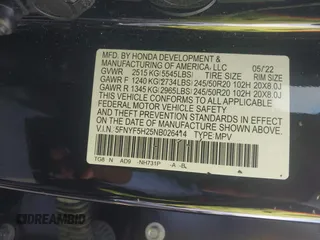 MFD. BY HONDA DEVELOPMENT &
MANUFACTURING OF AMERICA, LLC 05/22
GVWR 2515 KG(5545LBS) TIRE SIZE RIM SIZE
GAWR F 1240 KG(2734LBS) 245/50R20 102H 20X8.0J
GAWR R 1345 KG(2965LBS) 245/50R20 102H 20X8.0J
THIS VEHICLE CONFORMS TO ALL APPLICABLE
FEDERAL MOTOR VEHICLE SAFETY AND
THEFT PREVENTION STANDARDS IN EFFECT ON
THE DATE OF MANUFACTURE SHOWN ABOVE.
V.I.N. 5FNYF5H25NB026414 TYPE:MPV
NH731P -A -BL
© DREAMBID.COM